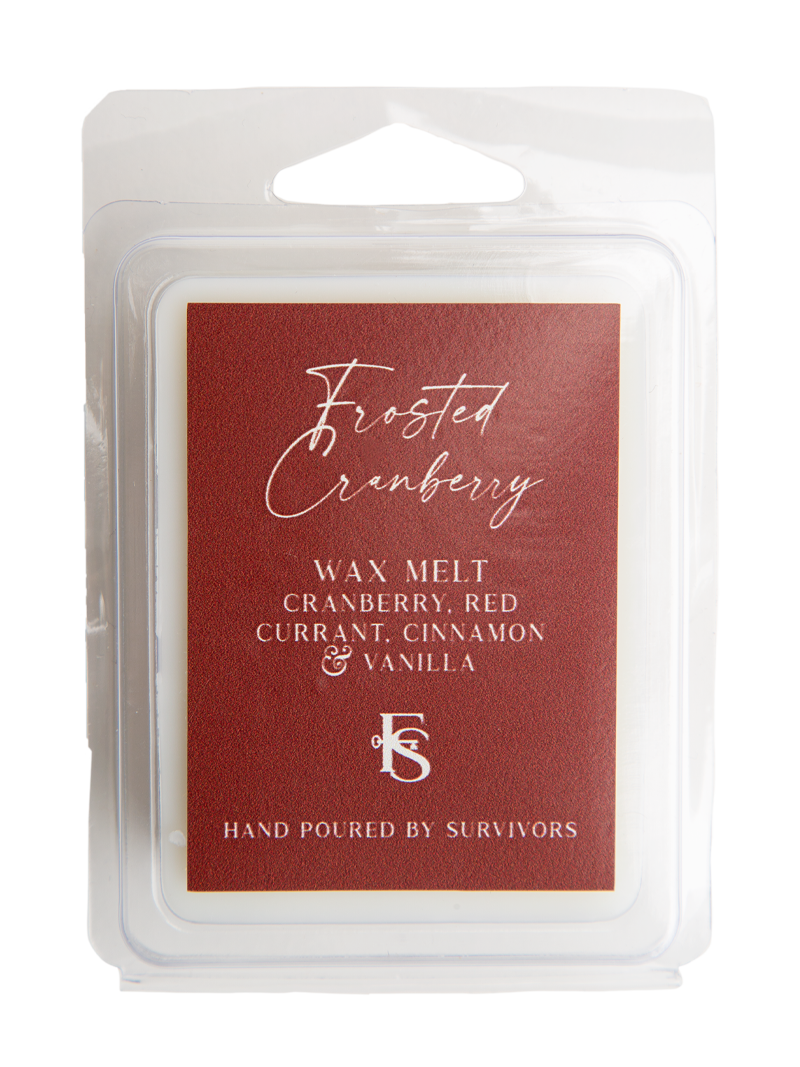 Frosted
Cranberry
WAX MELT
CRANBERRY, RED
CURRANT, CINNAMON
& VANILLA
FS
HAND POURED BY SURVIVORS